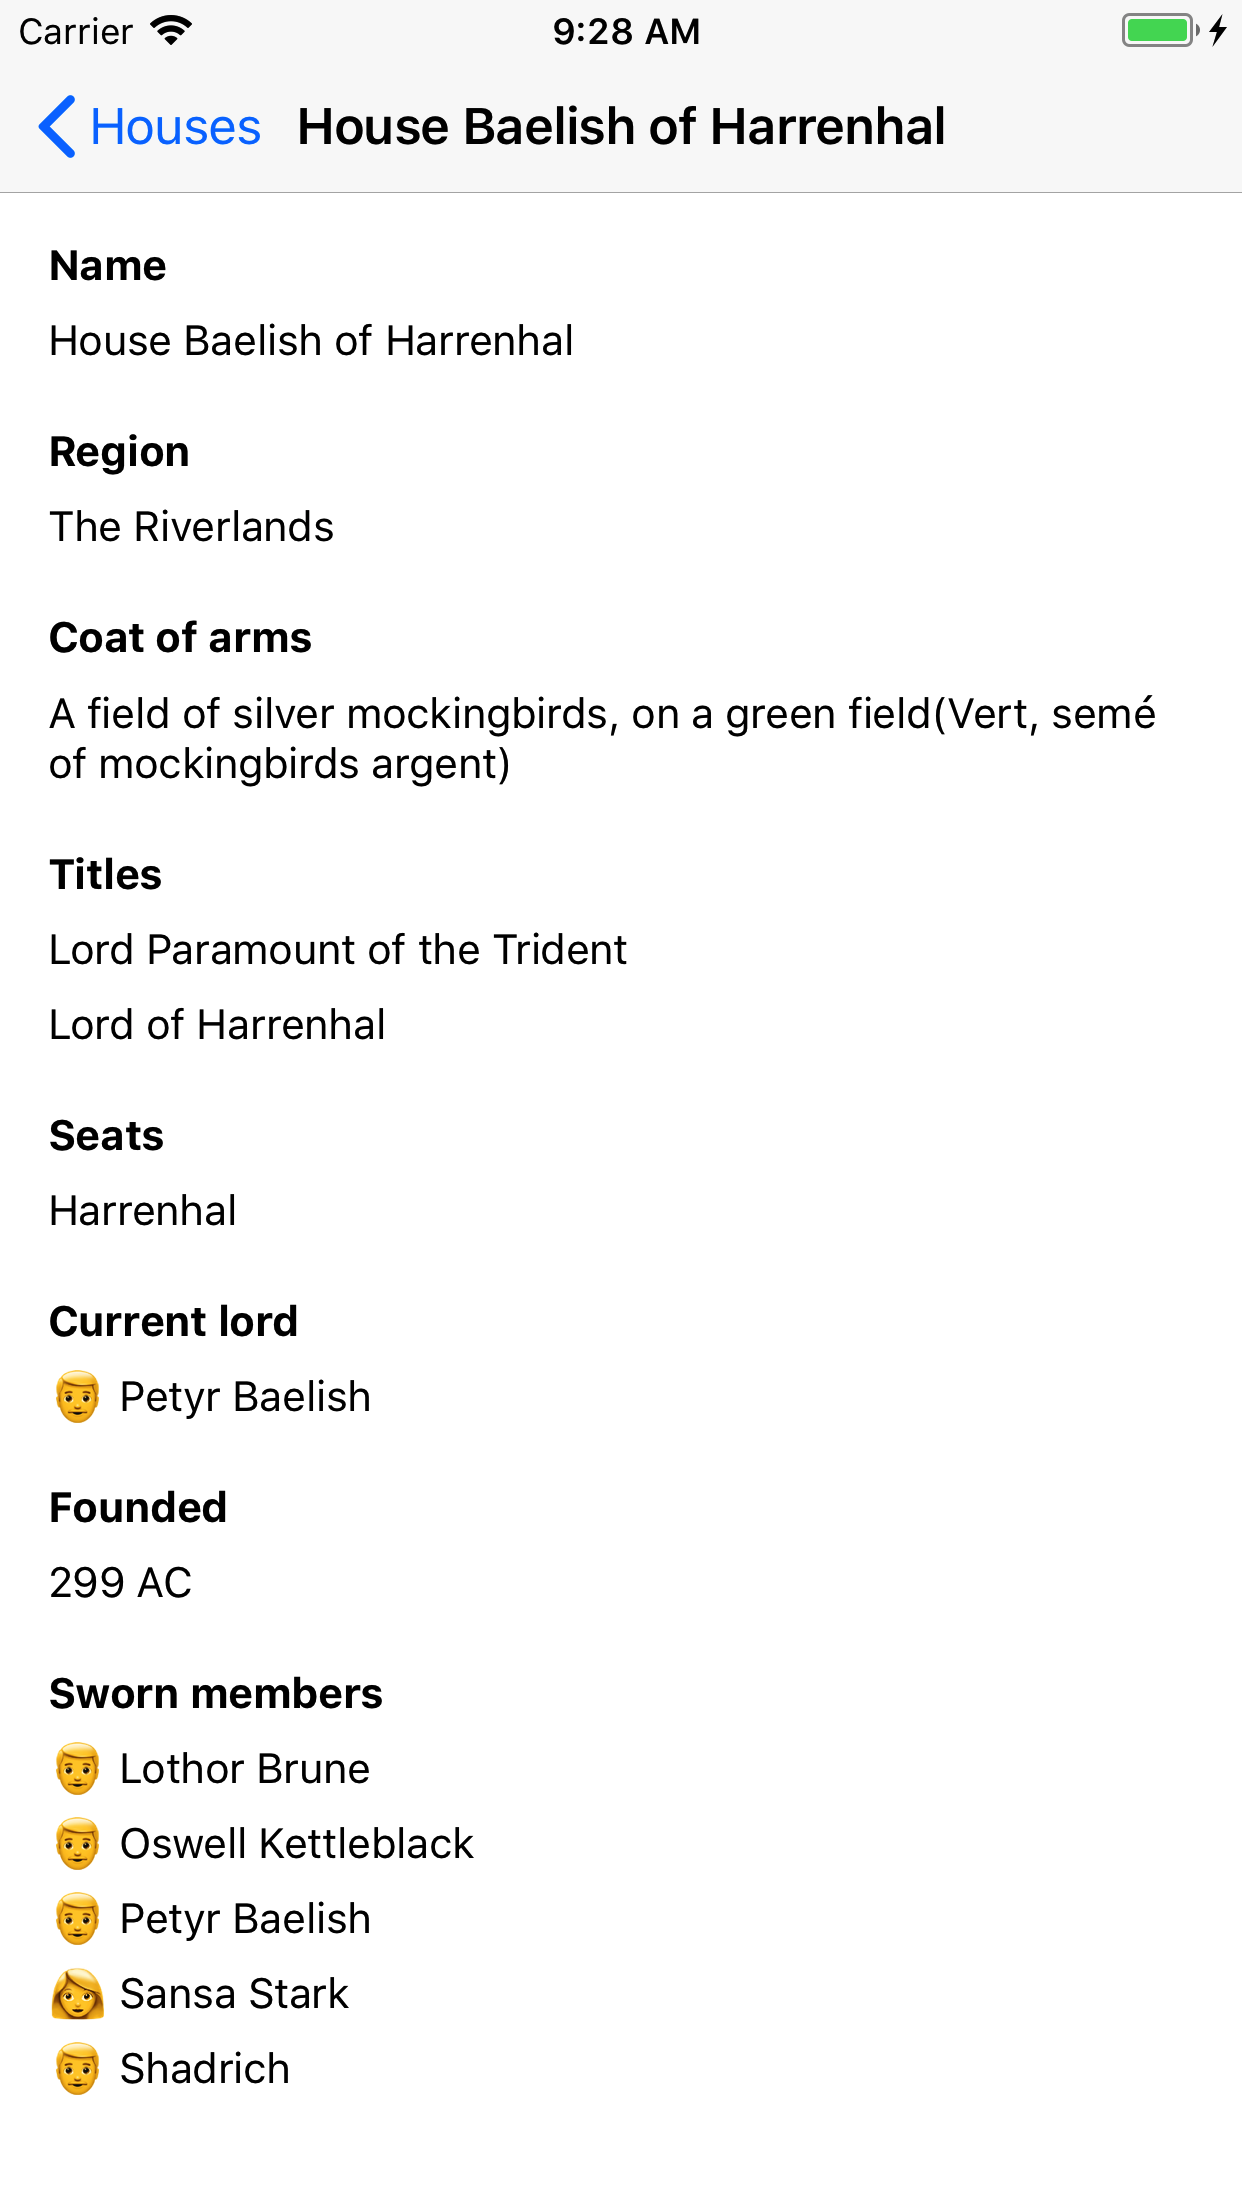 Carrier 9:28 AM
Houses House Baelish of Harrenhal
Name
House Baelish of Harrenhal
Region
The Riverlands
Coat of arms
A field of silver mockingbirds, on a green field(Vert, semé
of mockingbirds argent)
Titles
Lord Paramount of the Trident
Lord of Harrenhal
Seats
Harrenhal
Current lord
Petyr Baelish
Founded
299 AC
Sworn members
Lothor Brune
Oswell Kettleblack
Petyr Baelish
Sansa Stark
Shadrich